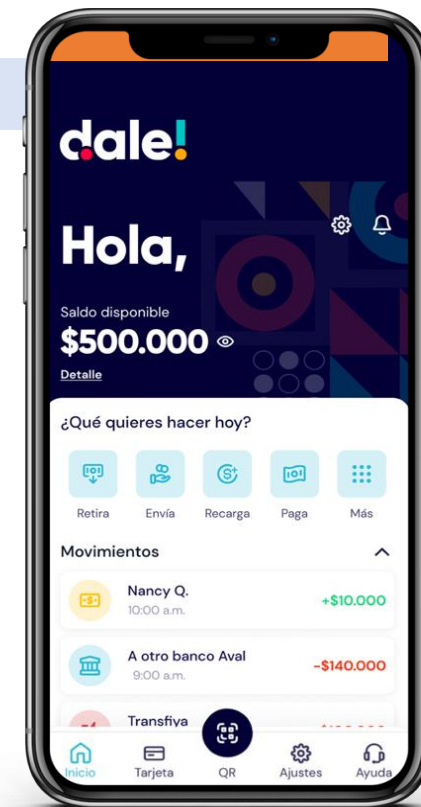 dale!
Hola,
Saldo disponible
$500.000
Detalle
¿Qué quieres hacer hoy?
Retira Envía Recarga Paga Más
Movimientos
Nancy Q.
10:00 a.m.
+$10.000
A otro banco Aval
9:00 a.m.
-$140.000
Transfiya
Inicio Tarjeta QR Ajustes Ayuda